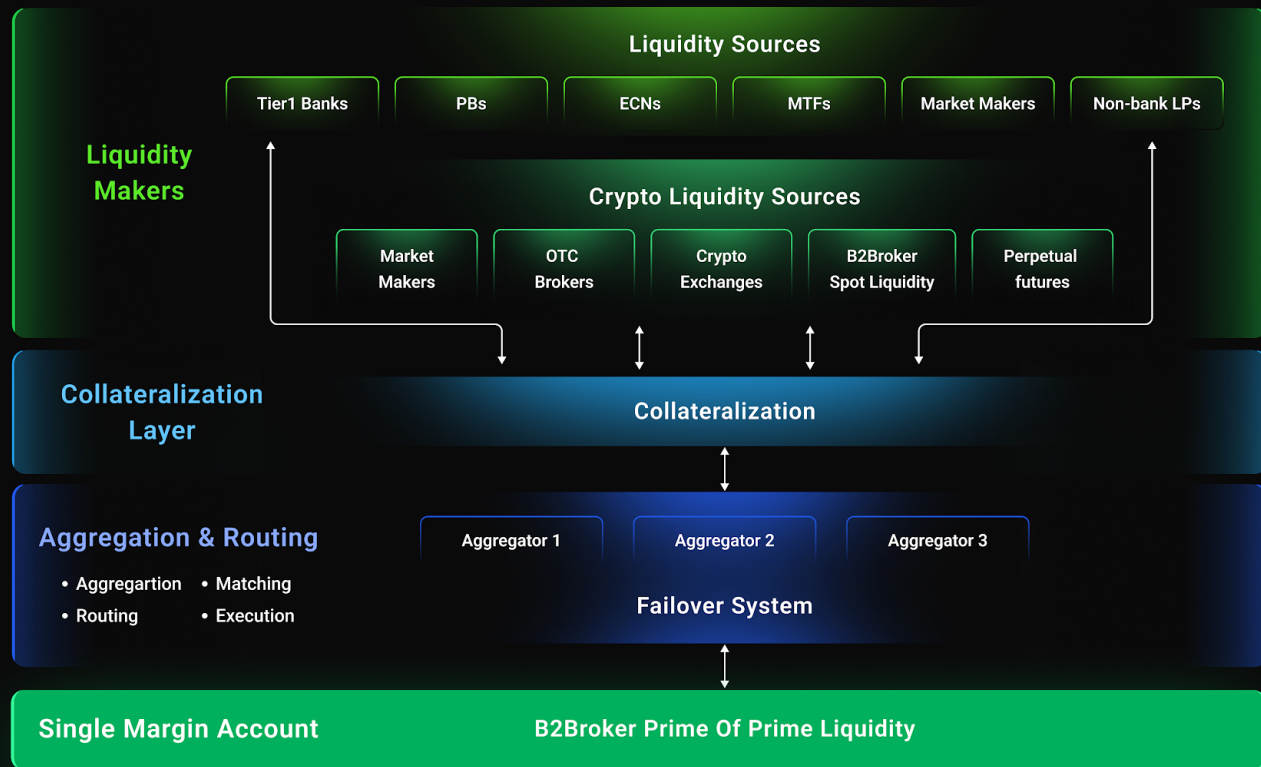 Liquidity Sources
Tier1 Banks
PBs
ECNs
MTFs
Market Makers
Non-bank LPs
Liquidity
Makers
Crypto Liquidity Sources
Market
Makers
OTC
Brokers
Crypto
Exchanges
B2Broker
Spot Liquidity
Perpetual
futures
Collateralization
Layer
Collateralization
Aggregation & Routing
• Aggregartion
• Matching
• Routing
• Execution
Aggregator 1
Aggregator 2
Aggregator 3
Failover System
Single Margin Account
B2Broker Prime Of Prime Liquidity